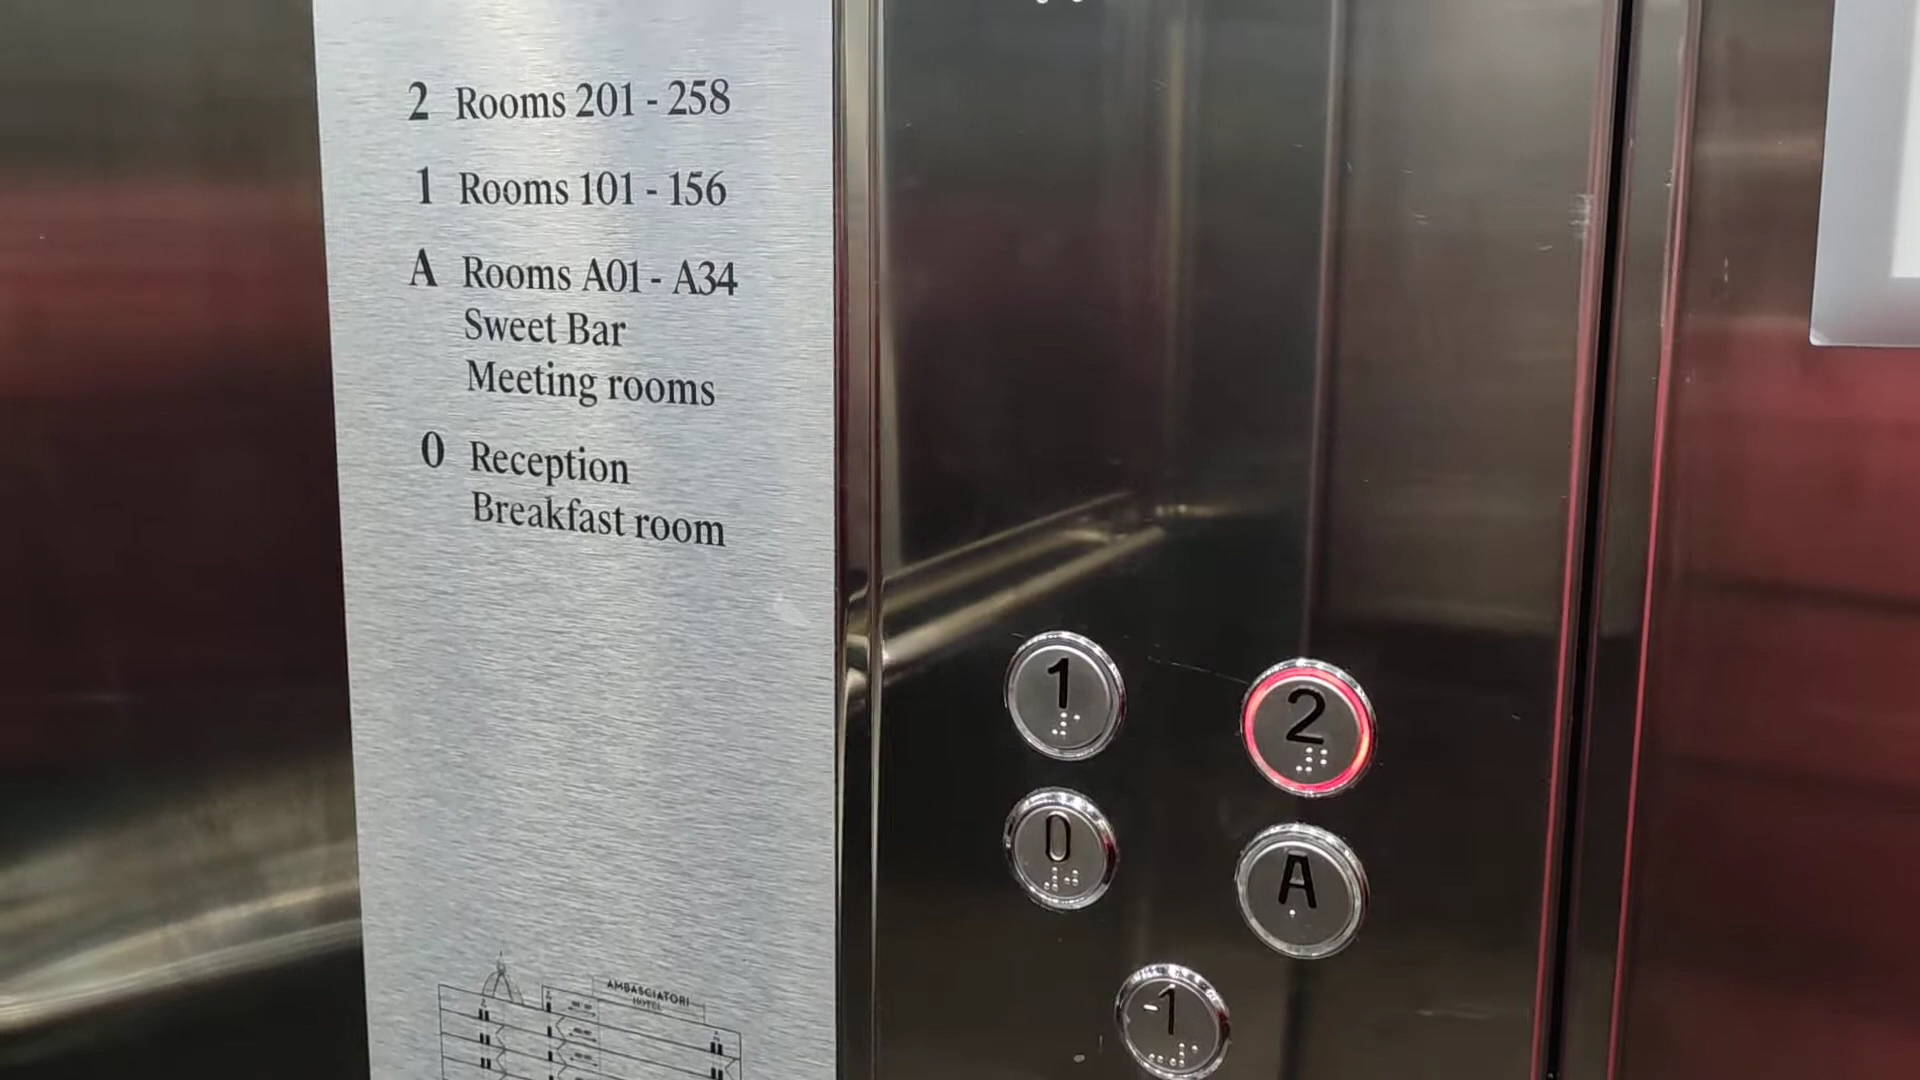 2 Rooms 201 - 258
1 Rooms 101 - 156
A Rooms A01 - A34
Sweet Bar
Meeting rooms
0 Reception
Breakfast room
AMBASCIATORI
HOTEL
1
2
0
A
-1